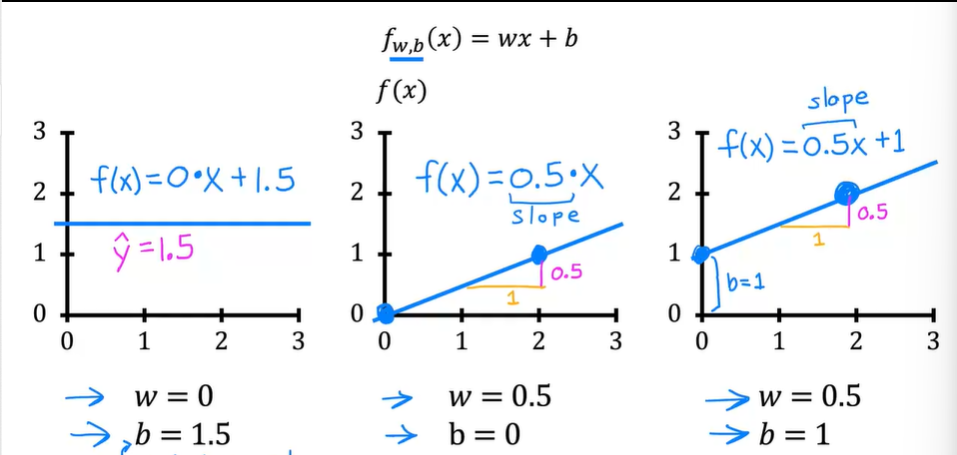 f_{w,b}(x) = wx + b
f(x)
3
2
1
0
0 1 2 3
f(x)=0•x+1.5
ŷ=1.5
→ w = 0
→ b = 1.5
3
2
1
0
0 1 2 3
f(x)=0.5•x
slope
0.5
1
→ w = 0.5
→ b = 0
slope
f(x)=0.5x+1
3
2
1
0
0 1 2 3
0.5
1
b=1
→ w = 0.5
→ b = 1